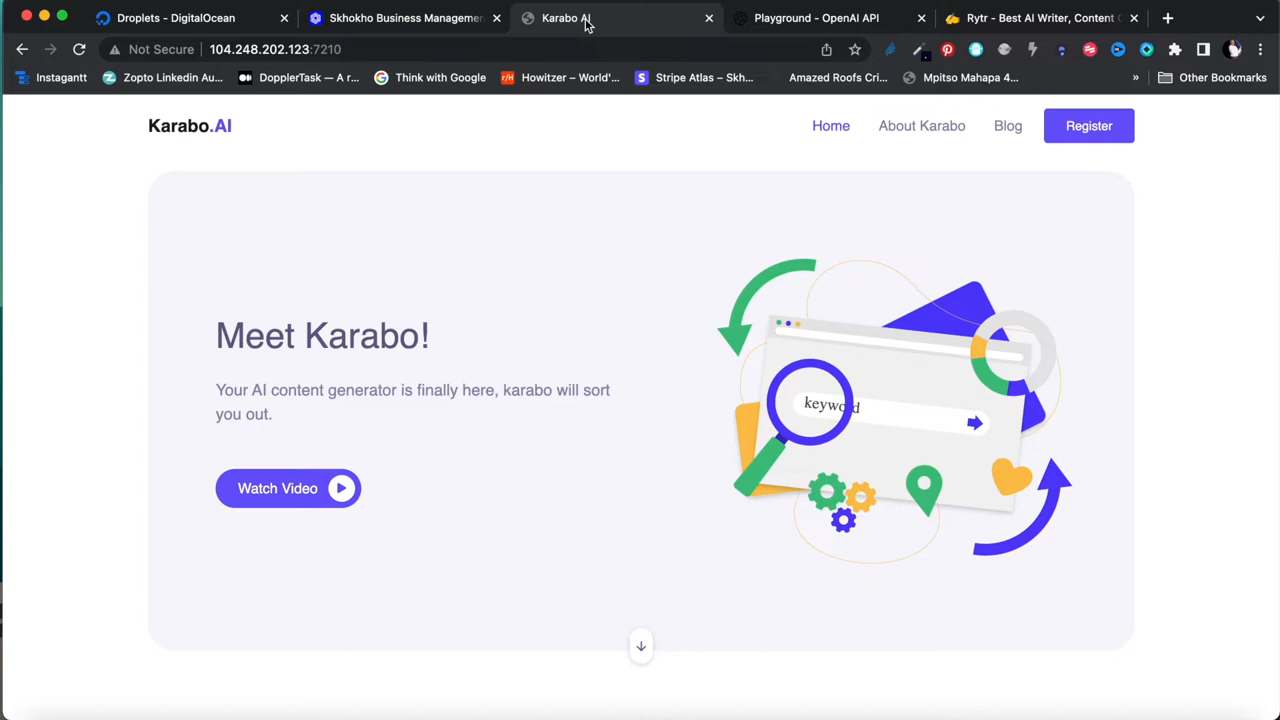 Droplets - DigitalOcean
Skhokho Business Managemen
Karabo AI
Playground - OpenAI API
Rytr - Best AI Writer, Content G
Not Secure
104.248.202.123:7210
Instagantt
Zopto Linkedin Au...
DopplerTask — A r...
Think with Google
Howitzer – World'...
Stripe Atlas – Skh...
Amazed Roofs Cri...
Mpitso Mahapa 4...
»
Other Bookmarks
Karabo.AI
Home
About Karabo
Blog
Register
Meet Karabo!
Your AI content generator is finally here, karabo will sort
you out.
Watch Video
keyword